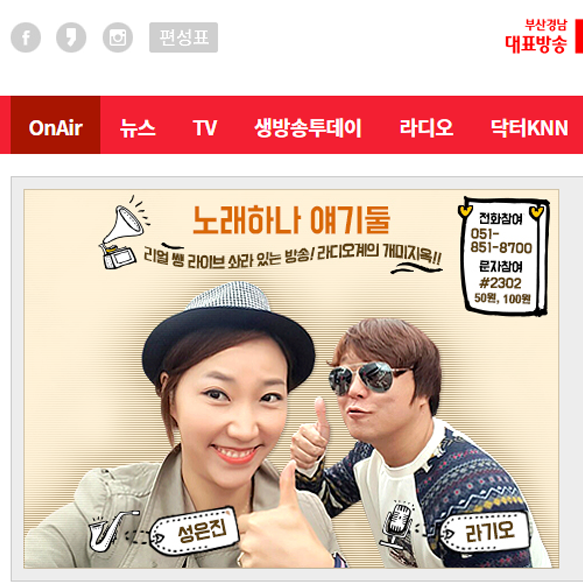 편성표
부산경남
대표방송
OnAir 뉴스 TV 생방송투데이 라디오 닥터KNN
노래하나 얘기둘
리얼 쌩 라이브 쇼라 있는 방송! 라디오계의 개미지옥!!
전화참여
051-
851-8700
문자참여
#2302
50원, 100원
성은진
라기오